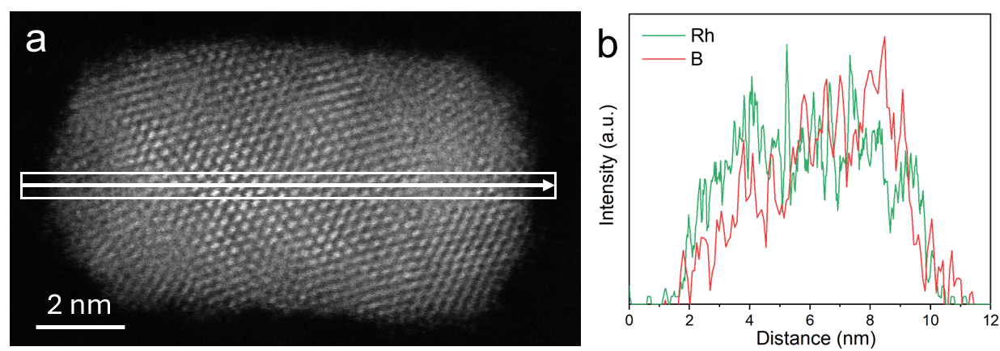 a
2 nm
b
Rh
B
Intensity (a.u.)
0 2 4 6 8 10 12
Distance (nm)